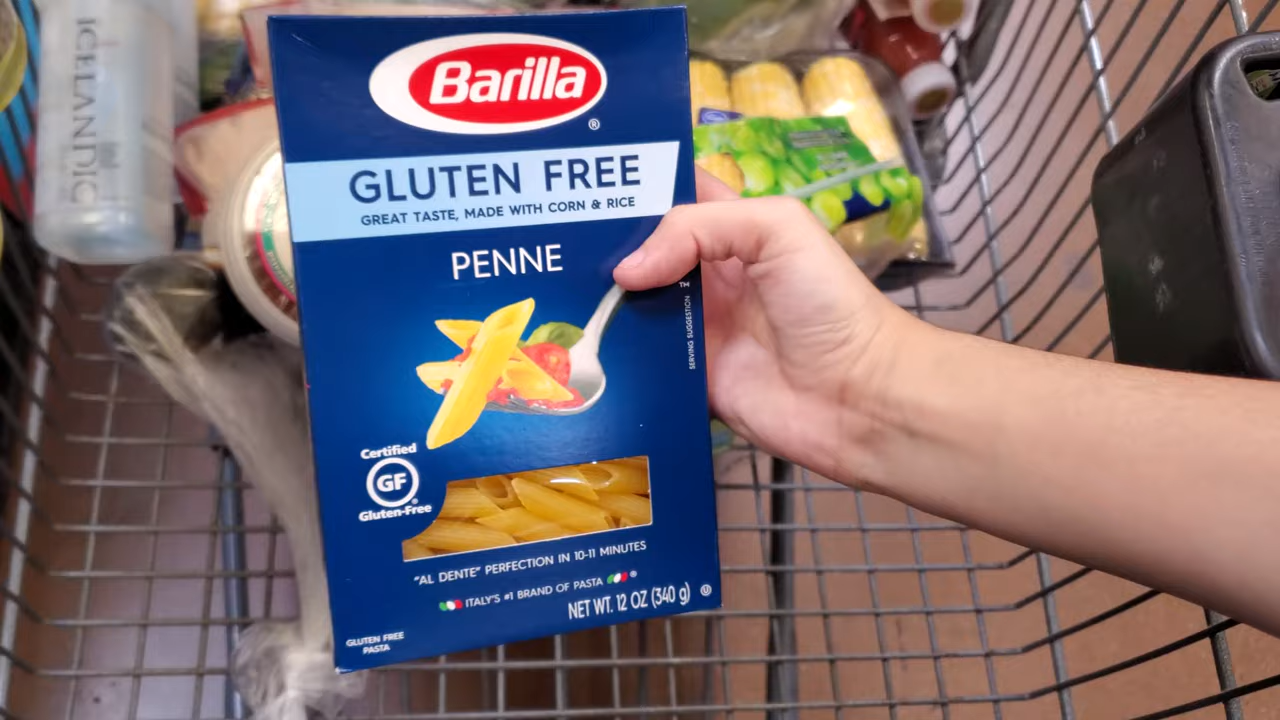 ICELANDIC
Barilla
®
GLUTEN FREE
GREAT TASTE, MADE WITH CORN & RICE
PENNE
TM
SERVING SUGGESTION
Certified
GF
®
Gluten-Free
"AL DENTE" PERFECTION IN 10-11 MINUTES
ITALY'S #1 BRAND OF PASTA ®
NET WT. 12 OZ (340 g)
GLUTEN FREE
PASTA